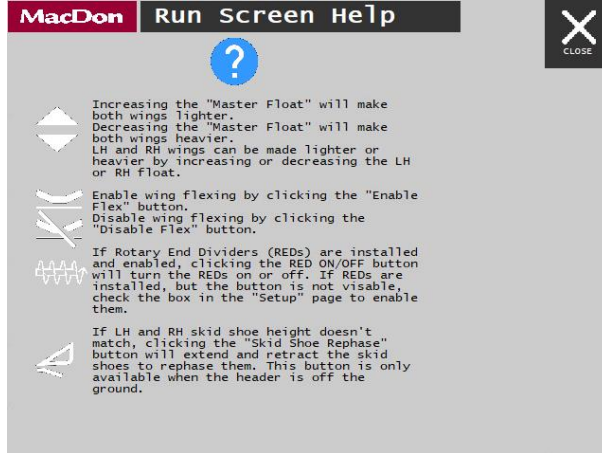 MacDon Run Screen Help
CLOSE
?
Increasing the "Master Float" will make
both wings lighter.
Decreasing the "Master Float" will make
both wings heavier.
LH and RH wings can be made lighter or
heavier by increasing or decreasing the LH
or RH float.
Enable wing flexing by clicking the "Enable
Flex" button.
Disable wing flexing by clicking the
"Disable Flex" button.
If Rotary End Dividers (REDs) are installed
and enabled, clicking the RED ON/OFF button
will turn the REDs on or off. If REDs are
installed, but the button is not visable,
check the box in the "Setup" page to enable
them.
If LH and RH skid shoe height doesn't
match, clicking the "Skid Shoe Rephase"
button will extend and retract the skid
shoes to rephase them. This button is only
available when the header is off the
ground.